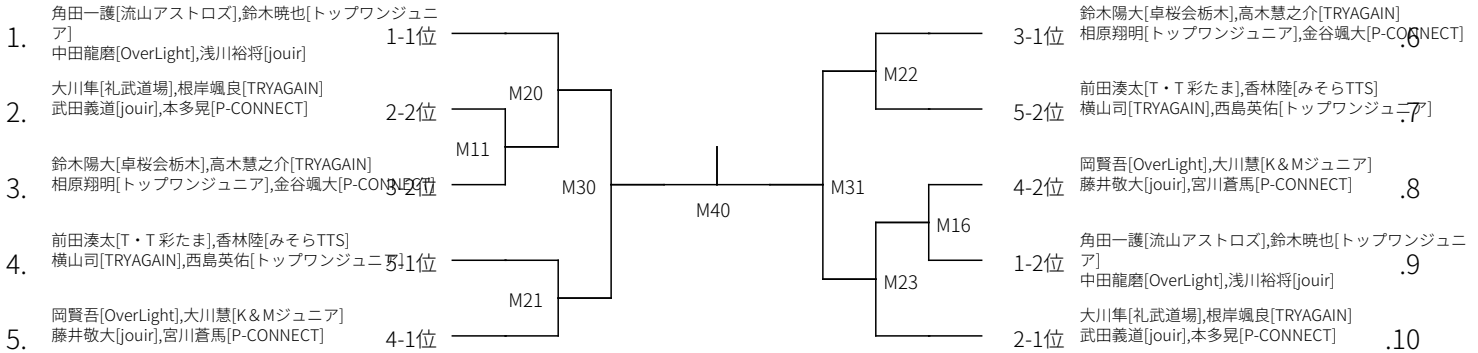 1.
角田一護[流山アストロズ],鈴木暁也[トップワンジュニ
ア]
中田龍磨[OverLight],浅川裕将[jouir]
1-1位
2.
大川隼[礼武道場],根岸颯良[TRYAGAIN]
武田義道[jouir],本多晃[P-CONNECT]
2-2位
3.
鈴木陽大[卓桜会栃木],高木慧之介[TRYAGAIN]
相原翔明[トップワンジュニア],金谷颯大[P-CONNECT]
3-2位
4.
前田湊太[T・T 彩たま],香林陸[みそらTTS]
横山司[TRYAGAIN],西島英佑[トップワンジュニア]
5-1位
5.
岡賢吾[OverLight],大川慧[K&Mジュニア]
藤井敬大[jouir],宮川蒼馬[P-CONNECT]
4-1位
M20
M11
M30
M21
M40
M22
M31
M16
M23
3-1位
鈴木陽大[卓桜会栃木],高木慧之介[TRYAGAIN]
相原翔明[トップワンジュニア],金谷颯大[P-CONNECT]
.6
5-2位
前田湊太[T・T 彩たま],香林陸[みそらTTS]
横山司[TRYAGAIN],西島英佑[トップワンジュニア]
.7
4-2位
岡賢吾[OverLight],大川慧[K&Mジュニア]
藤井敬大[jouir],宮川蒼馬[P-CONNECT]
.8
1-2位
角田一護[流山アストロズ],鈴木暁也[トップワンジュニ
ア]
中田龍磨[OverLight],浅川裕将[jouir]
.9
2-1位
大川隼[礼武道場],根岸颯良[TRYAGAIN]
武田義道[jouir],本多晃[P-CONNECT]
.10